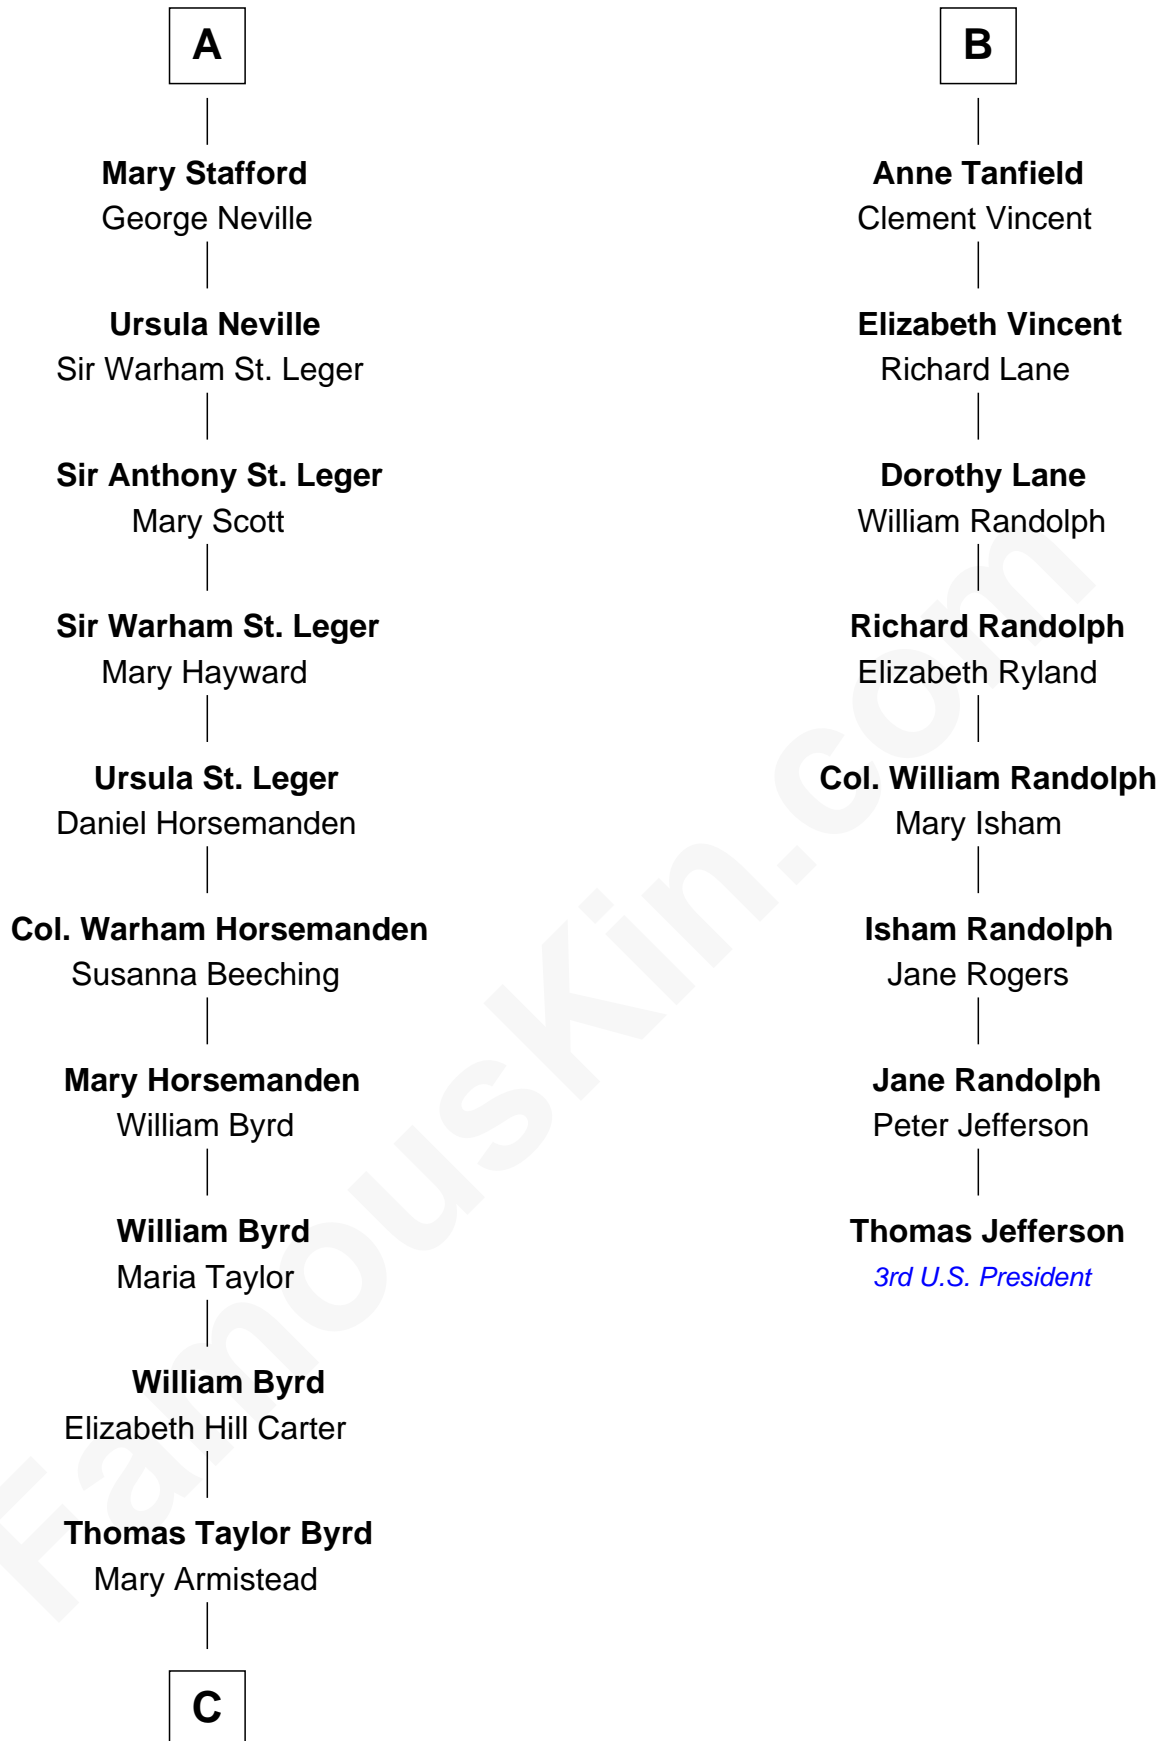 A
Mary Stafford
George Neville
Ursula Neville
Sir Warham St. Leger
Sir Anthony St. Leger
Mary Scott
Sir Warham St. Leger
Mary Hayward
Ursula St. Leger
Daniel Horsemanden
Col. Warham Horsemanden
Susanna Beeching
Mary Horsemanden
William Byrd
William Byrd
Maria Taylor
William Byrd
Elizabeth Hill Carter
Thomas Taylor Byrd
Mary Armistead
C
B
Anne Tanfield
Clement Vincent
Elizabeth Vincent
Richard Lane
Dorothy Lane
William Randolph
Richard Randolph
Elizabeth Ryland
Col. William Randolph
Mary Isham
Isham Randolph
Jane Rogers
Jane Randolph
Peter Jefferson
Thomas Jefferson
3rd U.S. President
FamousKin.com